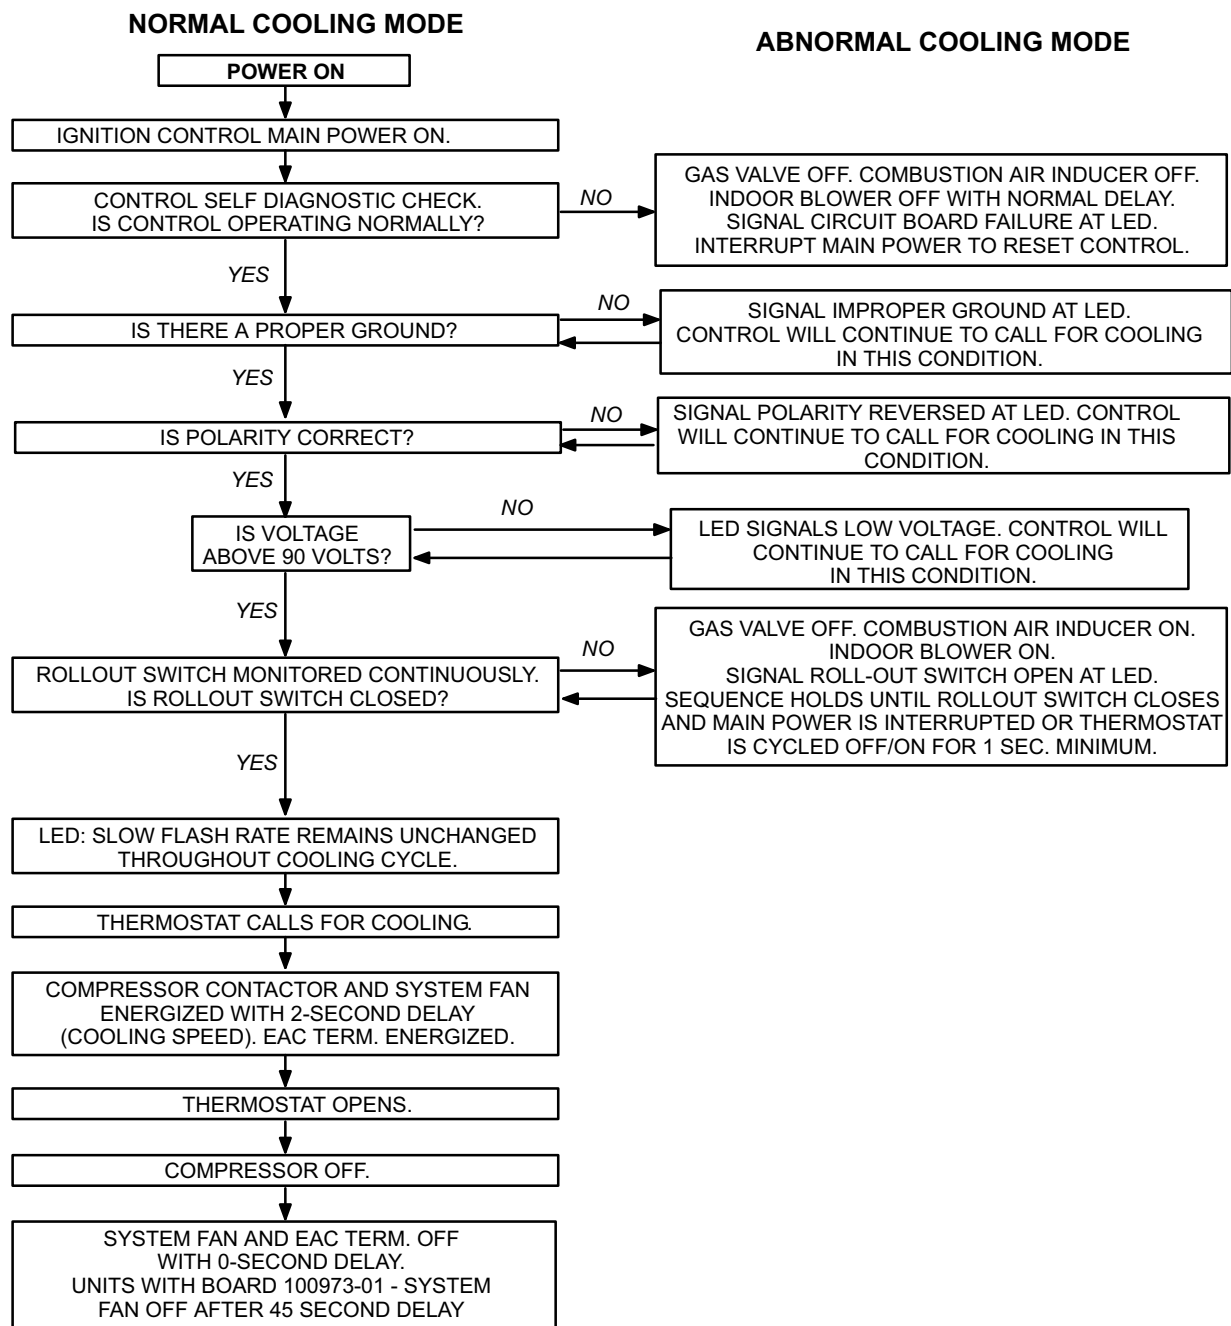 NORMAL COOLING MODE
ABNORMAL COOLING MODE
POWER ON
IGNITION CONTROL MAIN POWER ON.
CONTROL SELF DIAGNOSTIC CHECK.
IS CONTROL OPERATING NORMALLY?
NO
GAS VALVE OFF. COMBUSTION AIR INDUCER OFF.
INDOOR BLOWER OFF WITH NORMAL DELAY.
SIGNAL CIRCUIT BOARD FAILURE AT LED.
INTERRUPT MAIN POWER TO RESET CONTROL.
YES
IS THERE A PROPER GROUND?
NO
SIGNAL IMPROPER GROUND AT LED.
CONTROL WILL CONTINUE TO CALL FOR COOLING
IN THIS CONDITION.
YES
IS POLARITY CORRECT?
NO
SIGNAL POLARITY REVERSED AT LED. CONTROL
WILL CONTINUE TO CALL FOR COOLING IN THIS
CONDITION.
YES
IS VOLTAGE
ABOVE 90 VOLTS?
NO
LED SIGNALS LOW VOLTAGE. CONTROL WILL
CONTINUE TO CALL FOR COOLING
IN THIS CONDITION.
YES
ROLLOUT SWITCH MONITORED CONTINUOUSLY.
IS ROLLOUT SWITCH CLOSED?
NO
GAS VALVE OFF. COMBUSTION AIR INDUCER ON.
INDOOR BLOWER ON.
SIGNAL ROLL-OUT SWITCH OPEN AT LED.
SEQUENCE HOLDS UNTIL ROLLOUT SWITCH CLOSES
AND MAIN POWER IS INTERRUPTED OR THERMOSTAT
IS CYCLED OFF/ON FOR 1 SEC. MINIMUM.
YES
LED: SLOW FLASH RATE REMAINS UNCHANGED
THROUGHOUT COOLING CYCLE.
THERMOSTAT CALLS FOR COOLING.
COMPRESSOR CONTACTOR AND SYSTEM FAN
ENERGIZED WITH 2-SECOND DELAY
(COOLING SPEED). EAC TERM. ENERGIZED.
THERMOSTAT OPENS.
COMPRESSOR OFF.
SYSTEM FAN AND EAC TERM. OFF
WITH 0-SECOND DELAY.
UNITS WITH BOARD 100973-01 - SYSTEM
FAN OFF AFTER 45 SECOND DELAY